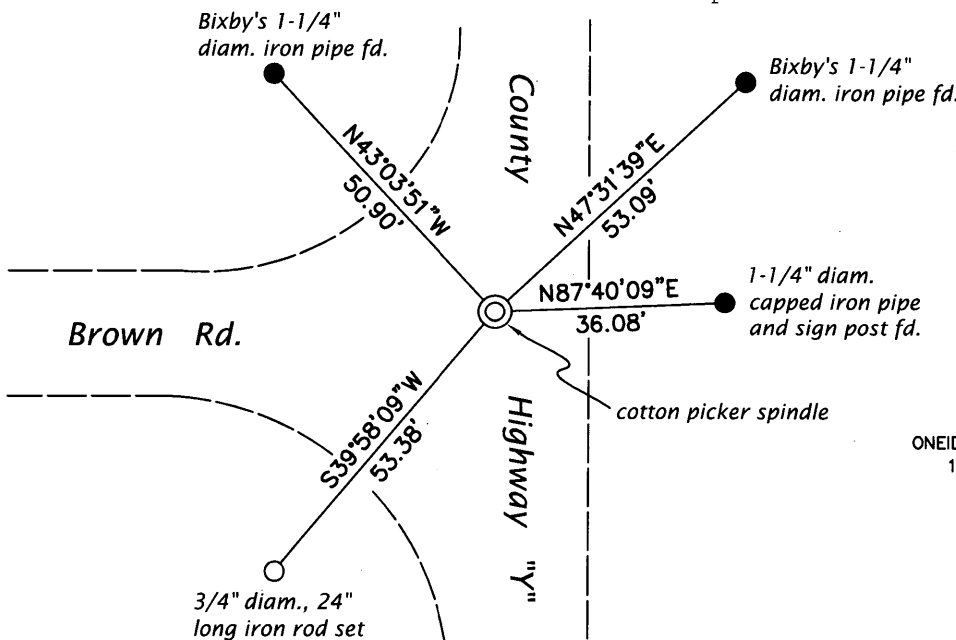 Bixby's 1-1/4"
diam. iron pipe fd.
Bixby's 1-1/4"
diam. iron pipe fd.
County
N43°03'51"W
50.90'
N47°31'39"E
53.09'
N87°40'09"E
36.08'
1-1/4" diam.
capped iron pipe
and sign post fd.
Brown Rd.
cotton picker spindle
S39°58'09"W
53.38'
Highway "Y"
ONEID
1
3/4" diam., 24"
long iron rod set